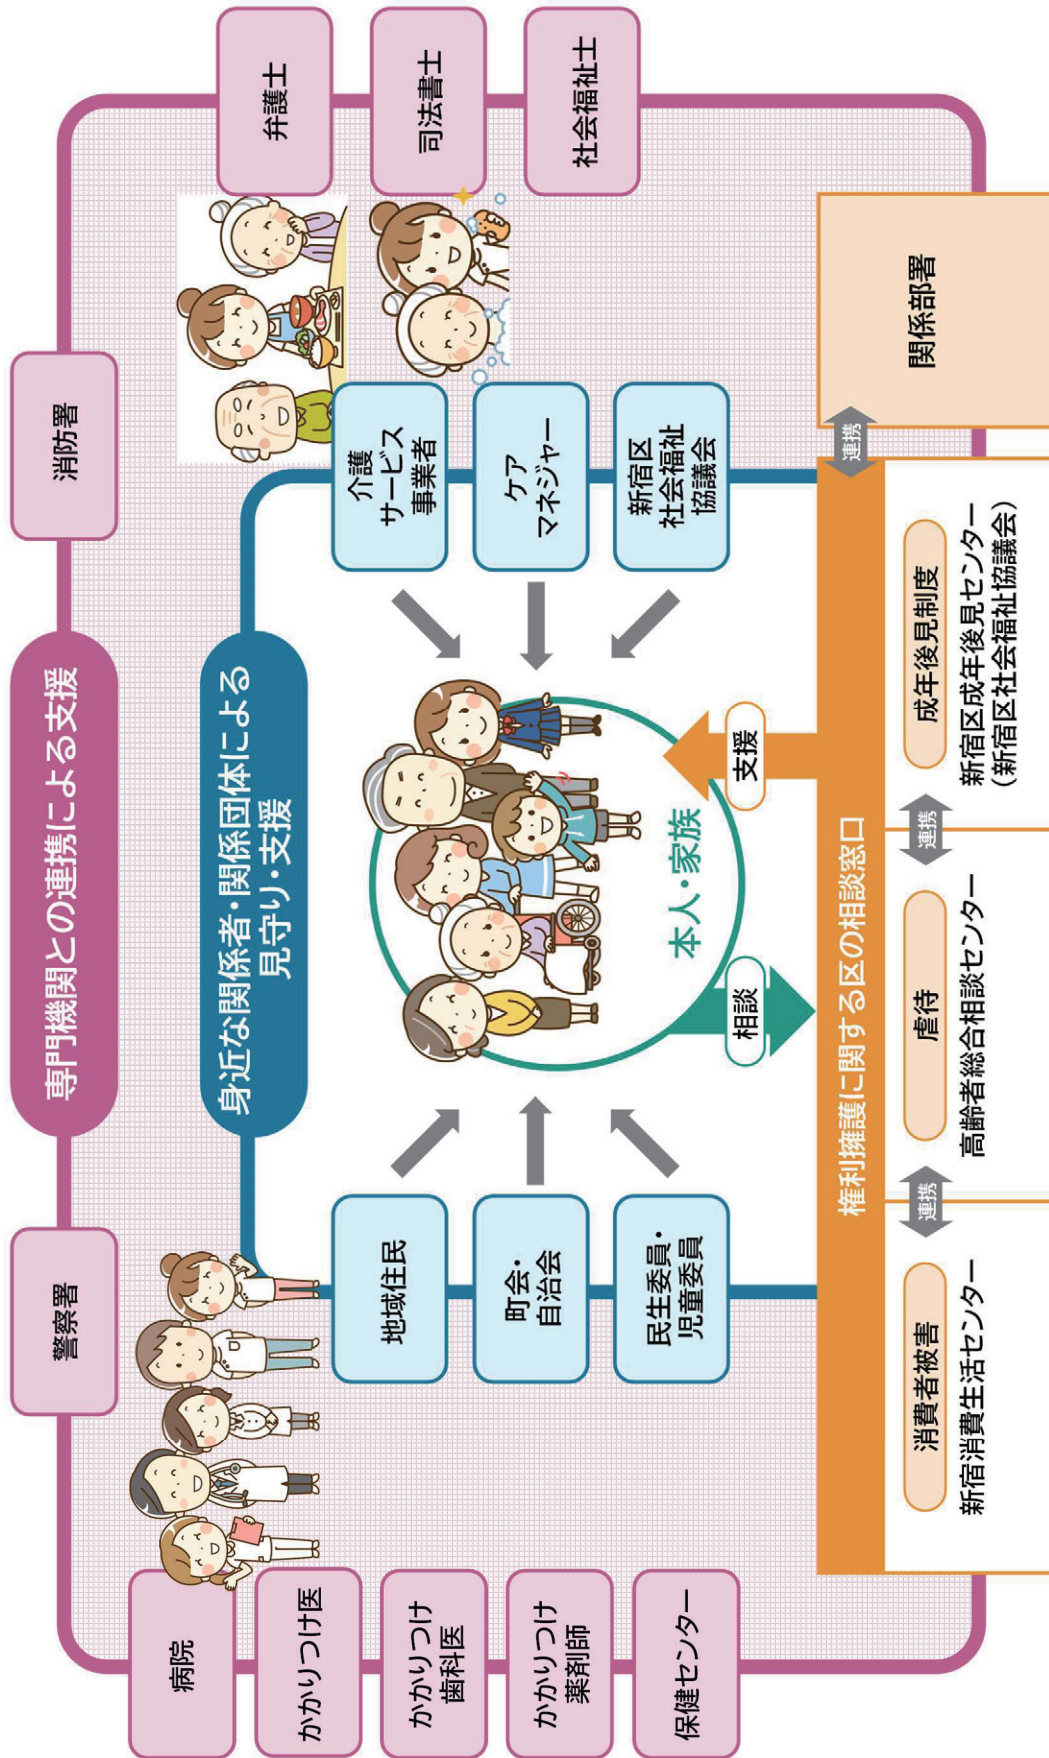 専門機関との連携による支援
警察署
消防署
病院
かかりつけ医
かかりつけ
歯科医
かかりつけ
薬剤師
保健センター
弁護士
司法書士
社会福祉士
身近な関係者・関係団体による
見守り・支援
地域住民
町会・
自治会
民生委員・
児童委員
介護
サービス
事業者
ケア
マネジャー
新宿区
社会福祉
協議会
本人・家族
相談
支援
権利擁護に関する区の相談窓口
消費者被害
新宿消費生活センター
連携
虐待
高齢者総合相談センター
連携
成年後見制度
新宿区成年後見センター
（新宿区社会福祉協議会）
連携
関係部署